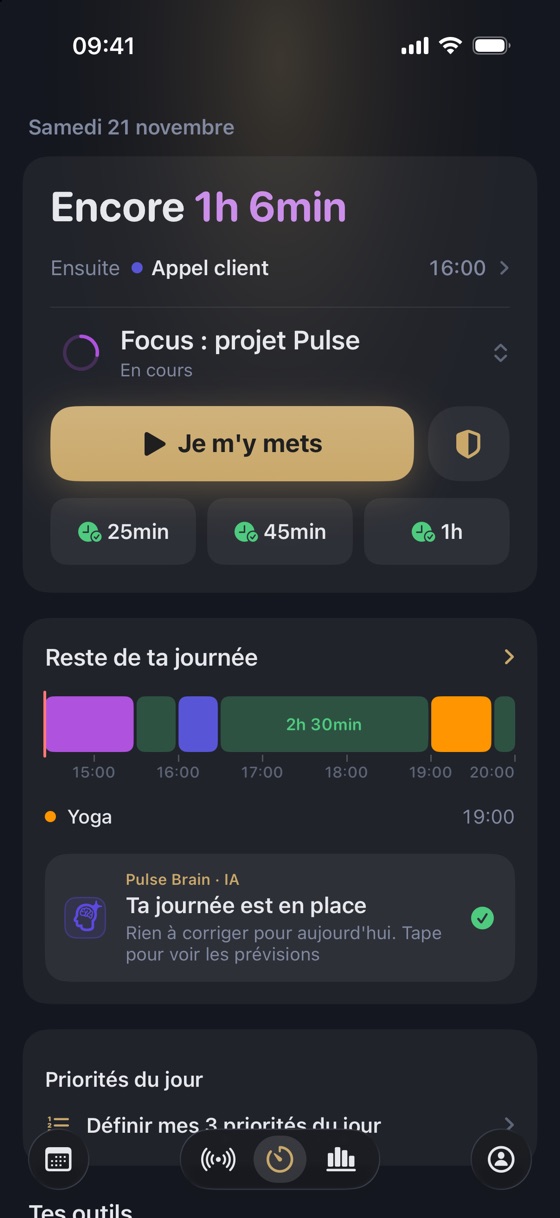 09:41
Samedi 21 novembre
Encore 1h 6min
Ensuite Appel client 16:00
Focus : projet Pulse
En cours
Je m'y mets
25min 45min 1h
Reste de ta journée
2h 30min
15:00 16:00 17:00 18:00 19:00 20:00
Yoga 19:00
Pulse Brain · IA
Ta journée est en place
Rien à corriger pour aujourd'hui. Tape
pour voir les prévisions
Priorités du jour
Définir mes 3 priorités du jour
Tes outils